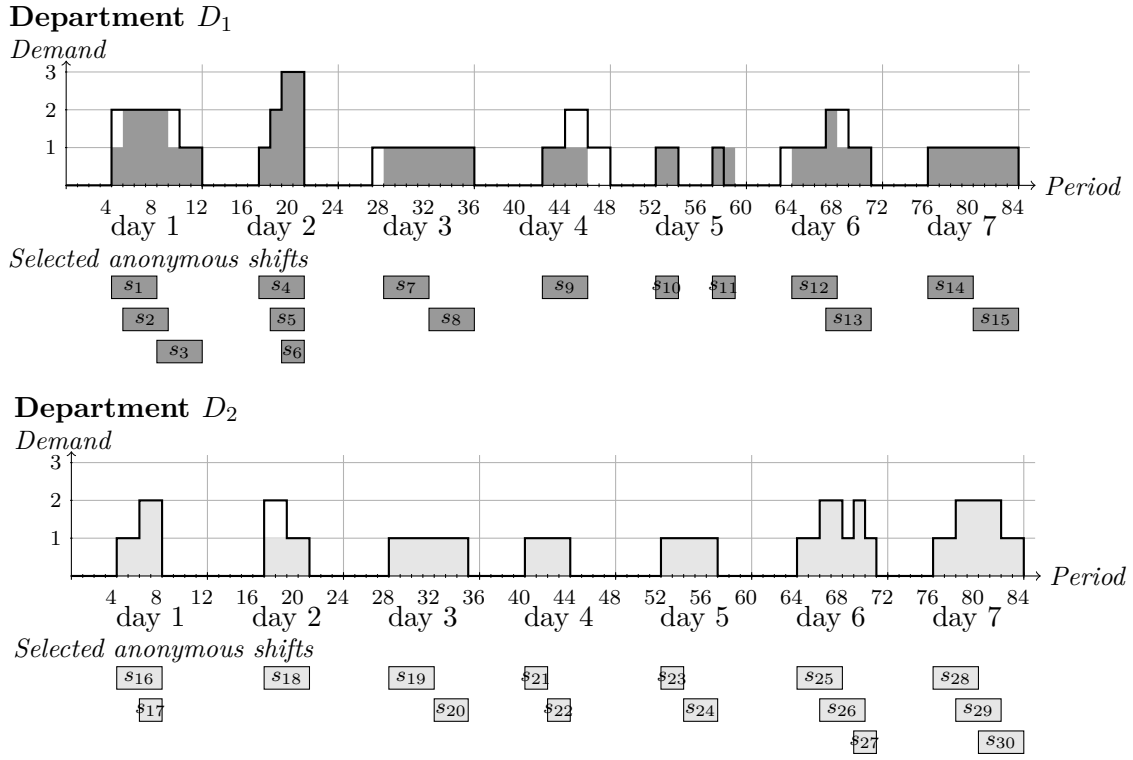 Department D₁
Demand
3
2
1
4 8 12 16 20 24 28 32 36 40 44 48 52 56 60 64 68 72 76 80 84 Period
day 1 day 2 day 3 day 4 day 5 day 6 day 7
Selected anonymous shifts
s₁ s₄ s₇ s₉ s₁₀ s₁₁ s₁₂ s₁₄
s₂ s₅ s₈ s₁₃ s₁₅
s₃ s₆
Department D₂
Demand
3
2
1
4 8 12 16 20 24 28 32 36 40 44 48 52 56 60 64 68 72 76 80 84 Period
day 1 day 2 day 3 day 4 day 5 day 6 day 7
Selected anonymous shifts
s₁₆ s₁₈ s₁₉ s₂₁ s₂₃ s₂₅ s₂₈
s₁₇ s₂₀ s₂₂ s₂₄ s₂₆ s₂₉
s₂₇ s₃₀